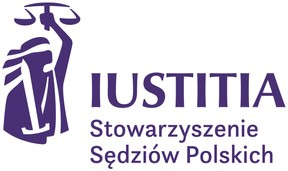 IUSTITIA
Stowarzyszenie
Sędziów Polskich